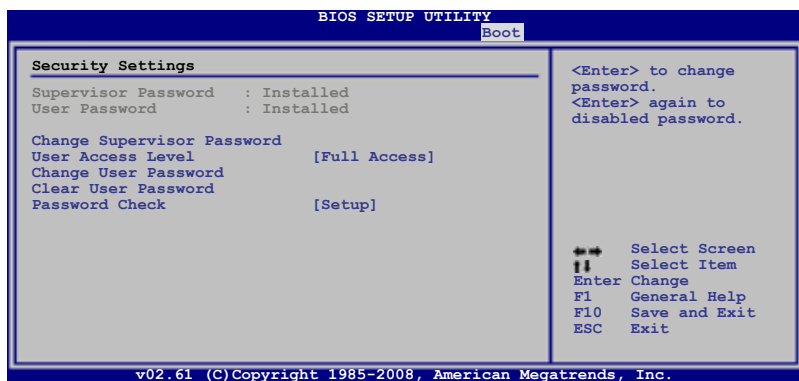 BIOS SETUP UTILITY
Boot
Security Settings
Supervisor Password : Installed
User Password : Installed
Change Supervisor Password
User Access Level [Full Access]
Change User Password
Clear User Password
Password Check [Setup]
<Enter> to change
password.
<Enter> again to
disabled password.
←→ Select Screen
↑↓ Select Item
Enter Change
F1 General Help
F10 Save and Exit
ESC Exit
v02.61 (C)Copyright 1985-2008, American Megatrends, Inc.